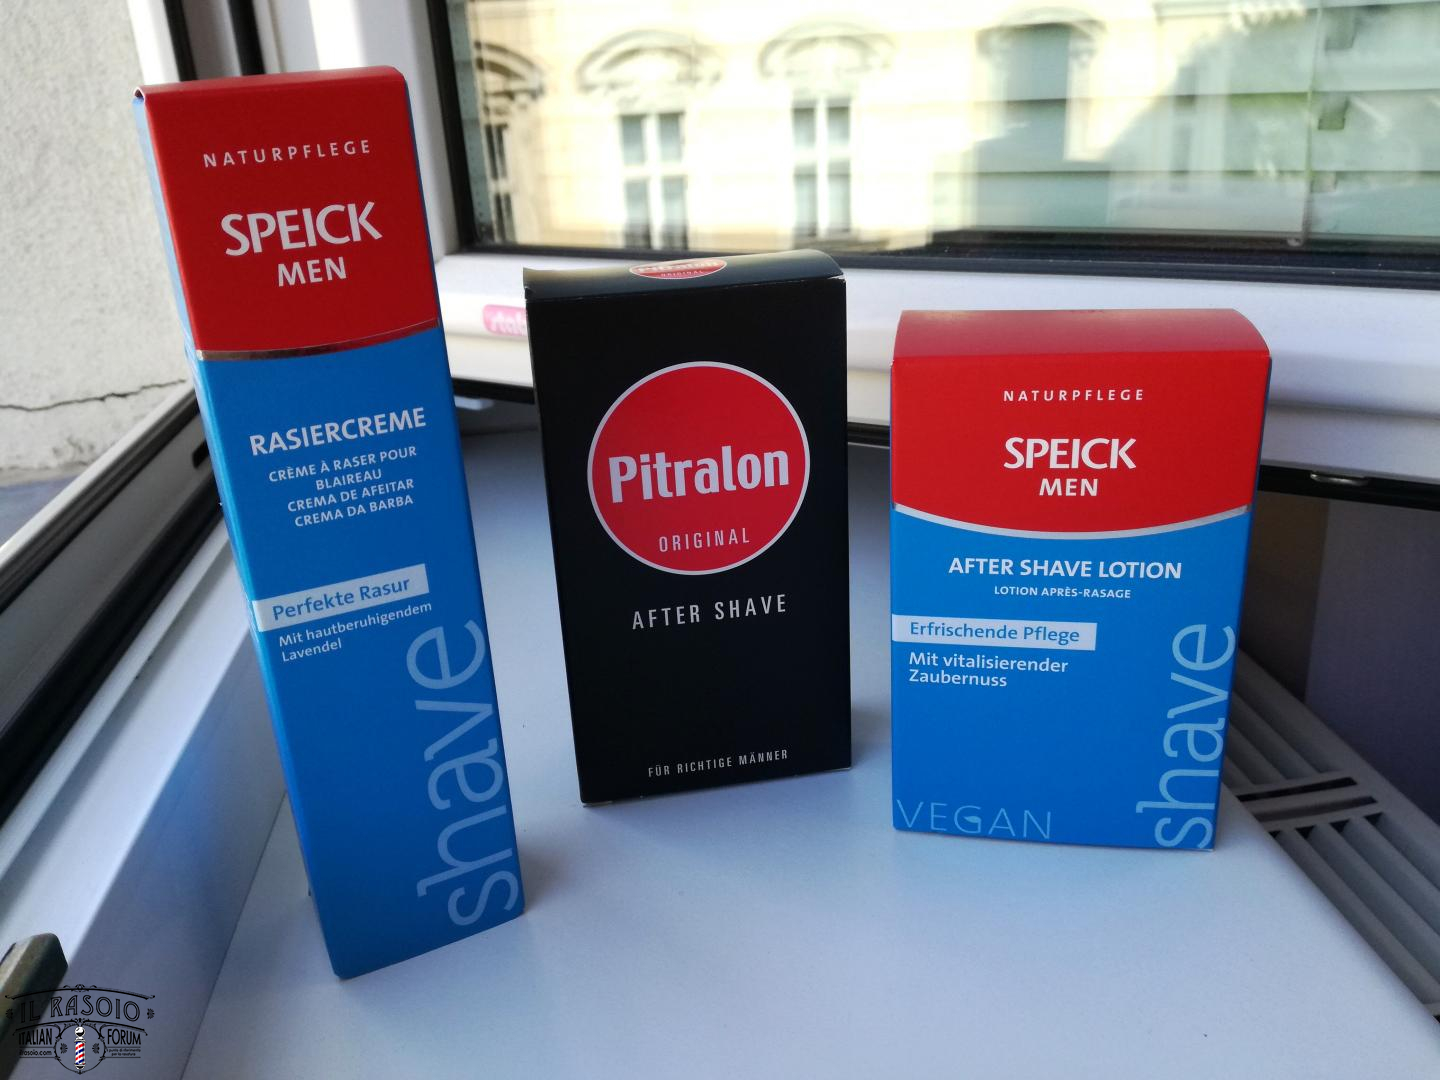 NATURPFLEGE
SPEICK
MEN
RASIERCREME
CRÈME À RASER POUR
BLAIREAU
CREMA DE AFEITAR
CREMA DA BARBA
Perfekte Rasur
Mit hautberuhigendem
Lavendel
shave
Pitralon
ORIGINAL
Pitralon
ORIGINAL
AFTER SHAVE
FÜR RICHTIGE MÄNNER
NATURPFLEGE
SPEICK
MEN
AFTER SHAVE LOTION
LOTION APRÈS-RASAGE
Erfrischende Pflege
Mit vitalisierender
Zaubernuss
shave
VEGAN
IL RASOIO
ITALIAN FORUM